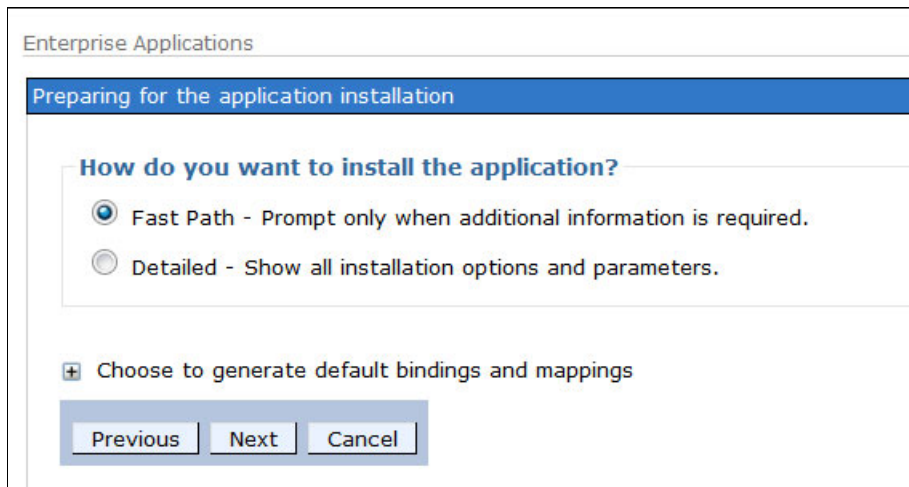 Enterprise Applications
Preparing for the application installation
How do you want to install the application?
Fast Path - Prompt only when additional information is required.
Detailed - Show all installation options and parameters.
Choose to generate default bindings and mappings
Previous Next Cancel